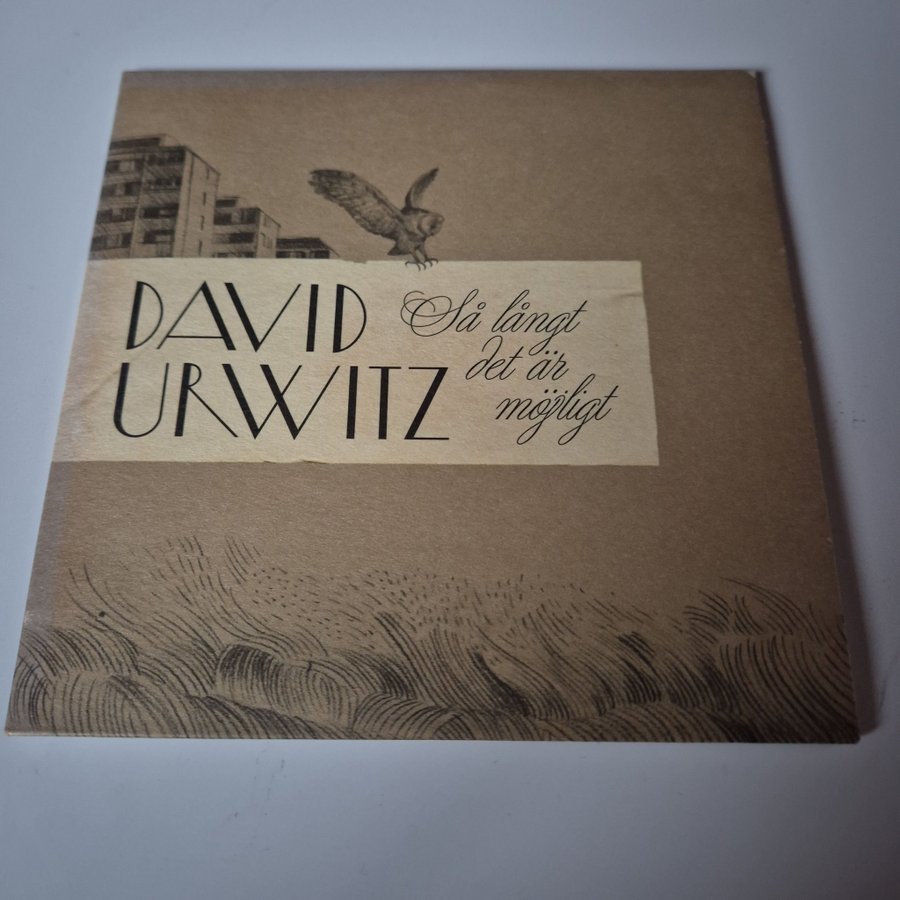 DAVID
URWITZ
Så långt
det är
möjligt